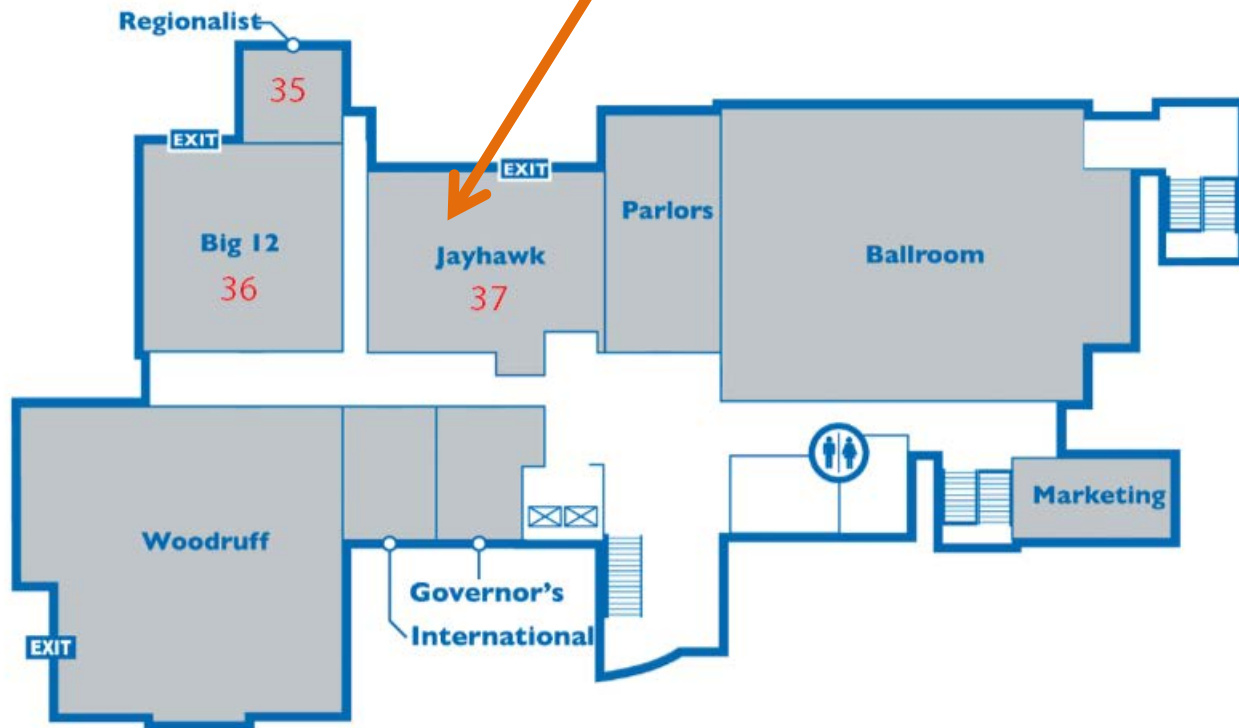 Regionalist
35
EXIT
EXIT
Parlors
Big 12
Jayhawk
Ballroom
36
37
Marketing
Woodruff
Governor's
International
EXIT